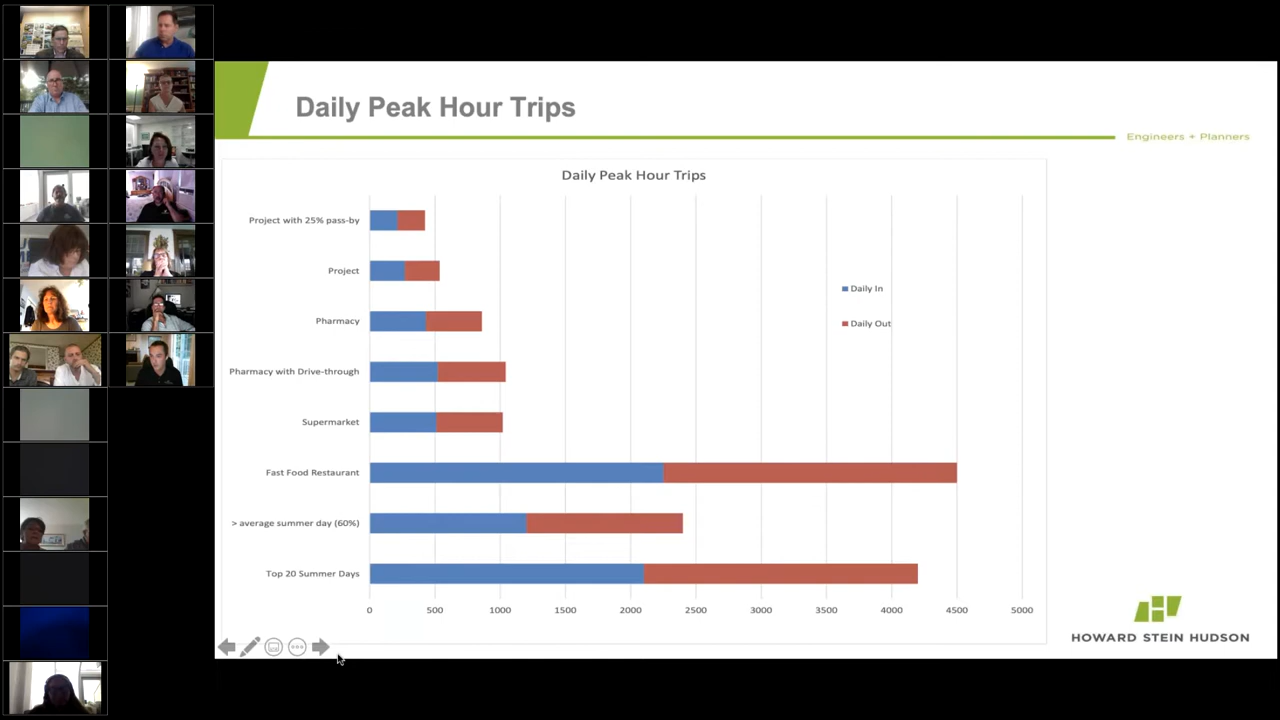 Daily Peak Hour Trips
Engineers + Planners
Daily Peak Hour Trips
Project with 25% pass-by
Project
Pharmacy
Pharmacy with Drive-through
Supermarket
Fast Food Restaurant
> average summer day (60%)
Top 20 Summer Days
Daily In
Daily Out
0 500 1000 1500 2000 2500 3000 3500 4000 4500 5000
HOWARD STEIN HUDSON